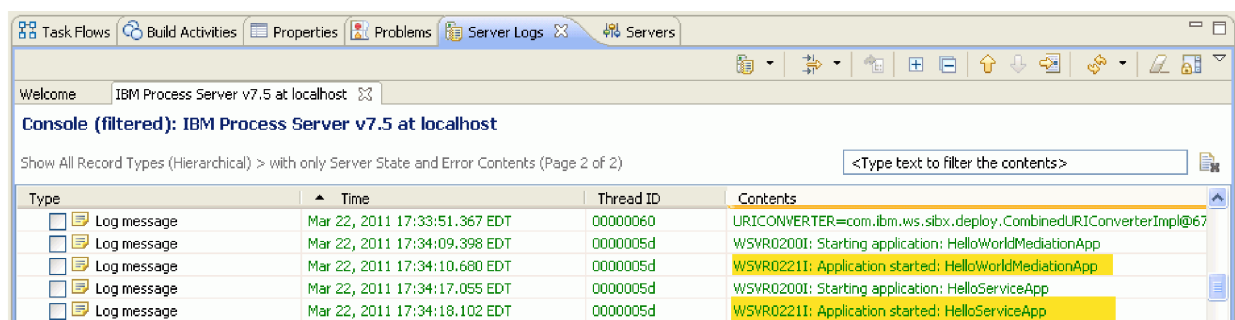 Task Flows Build Activities Properties Problems Server Logs Servers
Welcome IBM Process Server v7.5 at localhost
Console (filtered): IBM Process Server v7.5 at localhost
Show All Record Types (Hierarchical) > with only Server State and Error Contents (Page 2 of 2) <Type text to filter the contents>
Type Time Thread ID Contents
Log message Mar 22, 2011 17:33:51.367 EDT 00000060 URICONVERTER=com.ibm.ws.sibx.deploy.CombinedURIConverterImpl@67
Log message Mar 22, 2011 17:34:09.398 EDT 0000005d WSVR0200I: Starting application: HelloWorldMediationApp
Log message Mar 22, 2011 17:34:10.680 EDT 0000005d WSVR0221I: Application started: HelloWorldMediationApp
Log message Mar 22, 2011 17:34:17.055 EDT 0000005d WSVR0200I: Starting application: HelloServiceApp
Log message Mar 22, 2011 17:34:18.102 EDT 0000005d WSVR0221I: Application started: HelloServiceApp